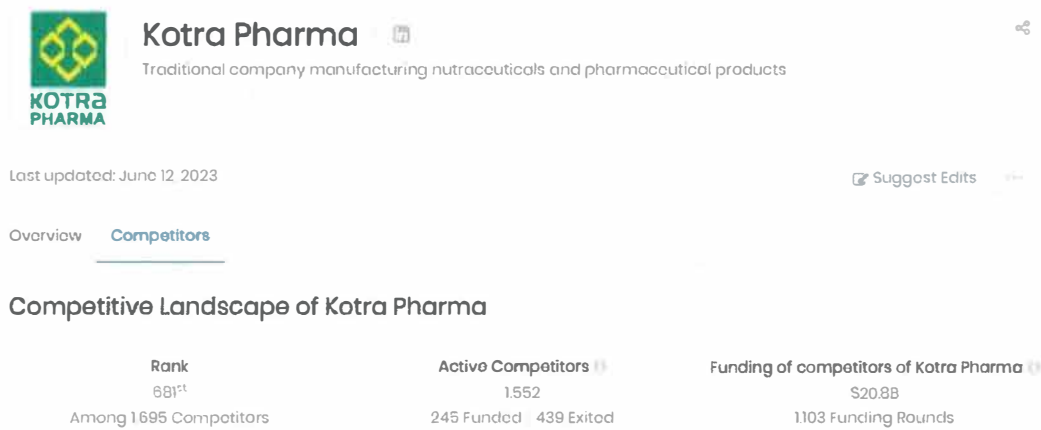 Kotra Pharma
Traditional company manufacturing nutraceuticals and pharmaceutical products
KOTRA
PHARMA
Last updated: June 12 2023
Suggest Edits
Overview Competitors
Competitive Landscape of Kotra Pharma
Rank Active Competitors Funding of competitors of Kotra Pharma
681st 1,552 $20.8B
Among 1,695 Competitors 245 Funded 439 Exited 1,103 Funding Rounds